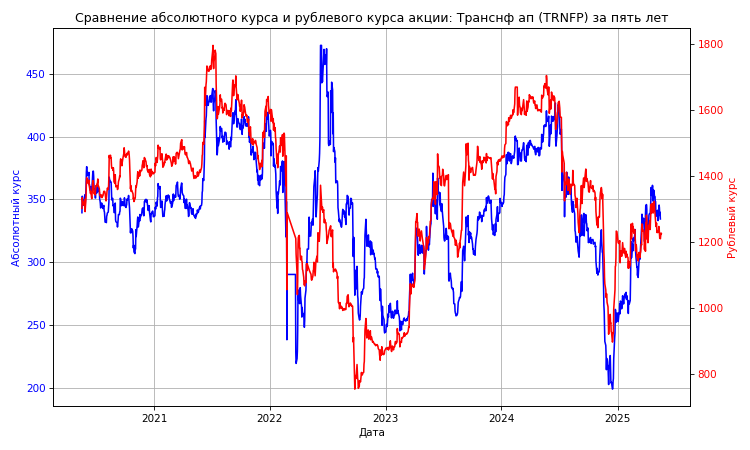 Сравнение абсолютного курса и рублевого курса акции: Транснф ап (TRNFP) за пять лет
Абсолютный курс
450
400
350
300
250
200
1800
1600
1400
1200
1000
800
Рублевый курс
2021 2022 2023 2024 2025
Дата